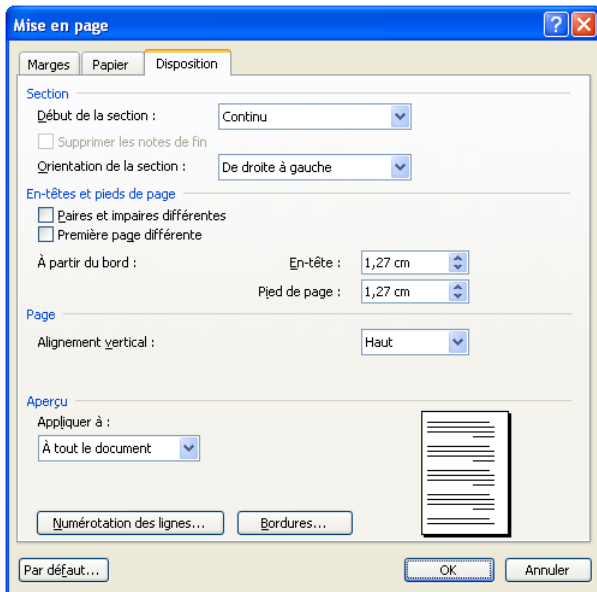 Mise en page
Marges Papier Disposition
Section
Début de la section : Continu
Supprimer les notes de fin
Orientation de la section : De droite à gauche
En-têtes et pieds de page
Paires et impaires différentes
Première page différente
À partir du bord : En-tête : 1,27 cm
Pied de page : 1,27 cm
Page
Alignement vertical : Haut
Aperçu
Appliquer à :
À tout le document
Numérotation des lignes... Bordures...
Par défaut... OK Annuler